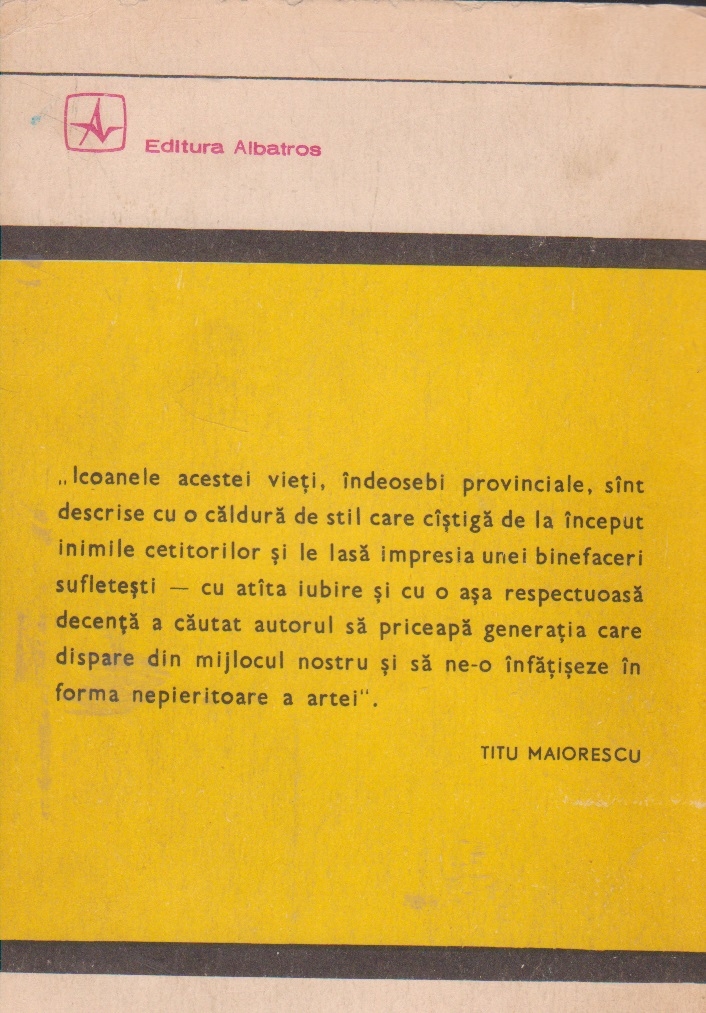 Editura Albatros
„Icoanele acestei vieți, îndeosebi provinciale, sînt
descrise cu o căldură de stil care cîștigă de la început
inimile cetitorilor și le lasă impresia unei binefaceri
sufletești — cu atîta iubire și cu o așa respectuoasă
decență a căutat autorul să priceapă generația care
dispare din mijlocul nostru și să ne-o înfățișeze în
forma nepieritoare a artei“.
TITU MAIORESCU